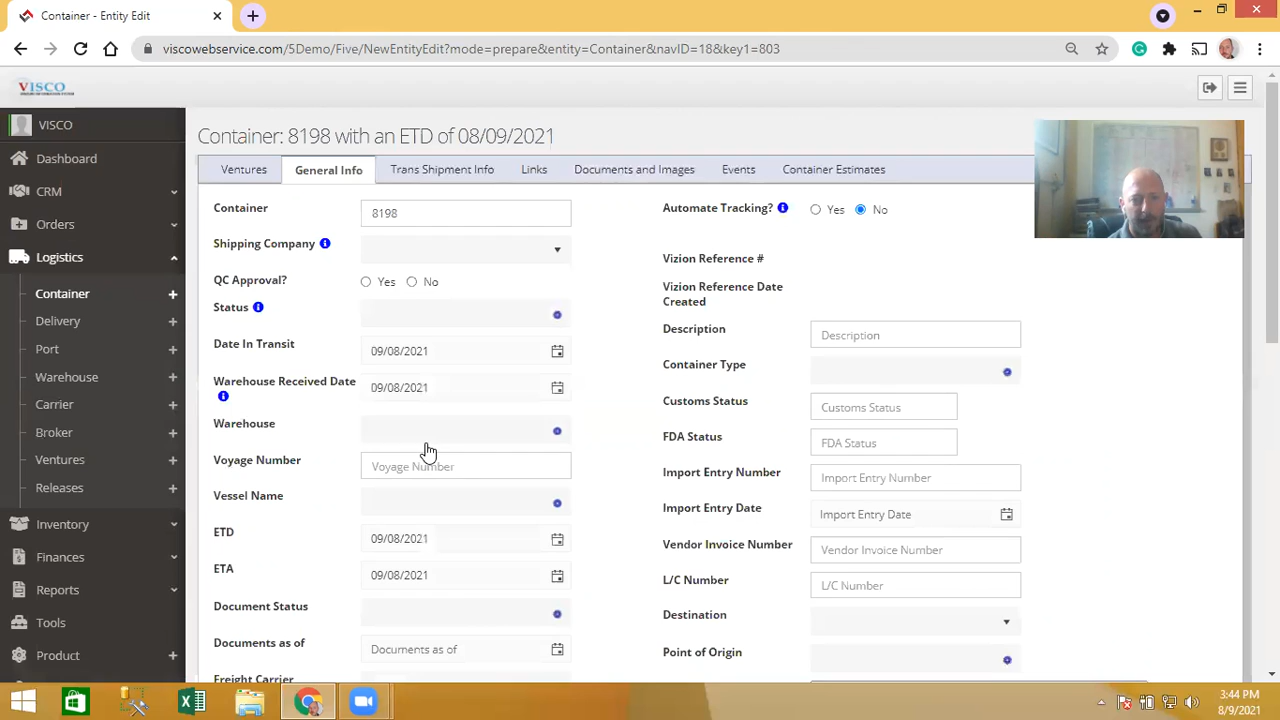 Container - Entity Edit
viscowebservice.com/5Demo/Five/NewEntityEdit?mode=prepare&entity=Container&navID=18&key1=803
VISCO
VISCO
Dashboard
CRM
Orders
Logistics
Container
Delivery
Port
Warehouse
Carrier
Broker
Ventures
Releases
Inventory
Finances
Reports
Tools
Product
Container: 8198 with an ETD of 08/09/2021
Ventures General Info Trans Shipment Info Links Documents and Images Events Container Estimates
Container 8198
Shipping Company
QC Approval? Yes No
Status
Date In Transit 09/08/2021
Warehouse Received Date 09/08/2021
Warehouse
Voyage Number Voyage Number
Vessel Name
ETD 09/08/2021
ETA 09/08/2021
Document Status
Documents as of Documents as of
Freight Carrier
Automate Tracking? Yes No
Vizion Reference #
Vizion Reference Date
Created
Description Description
Container Type
Customs Status Customs Status
FDA Status FDA Status
Import Entry Number Import Entry Number
Import Entry Date Import Entry Date
Vendor Invoice Number Vendor Invoice Number
L/C Number L/C Number
Destination
Point of Origin
3:44 PM
8/9/2021